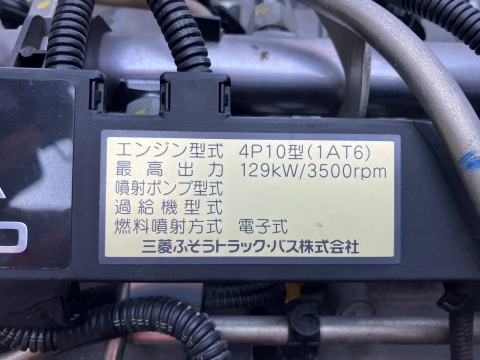 エンジン型式 4P10型(1AT6)
最高出力 129kW/3500rpm
噴射ポンプ型式
過給機型式
燃料噴射方式 電子式
三菱ふそうトラック・バス株式会社